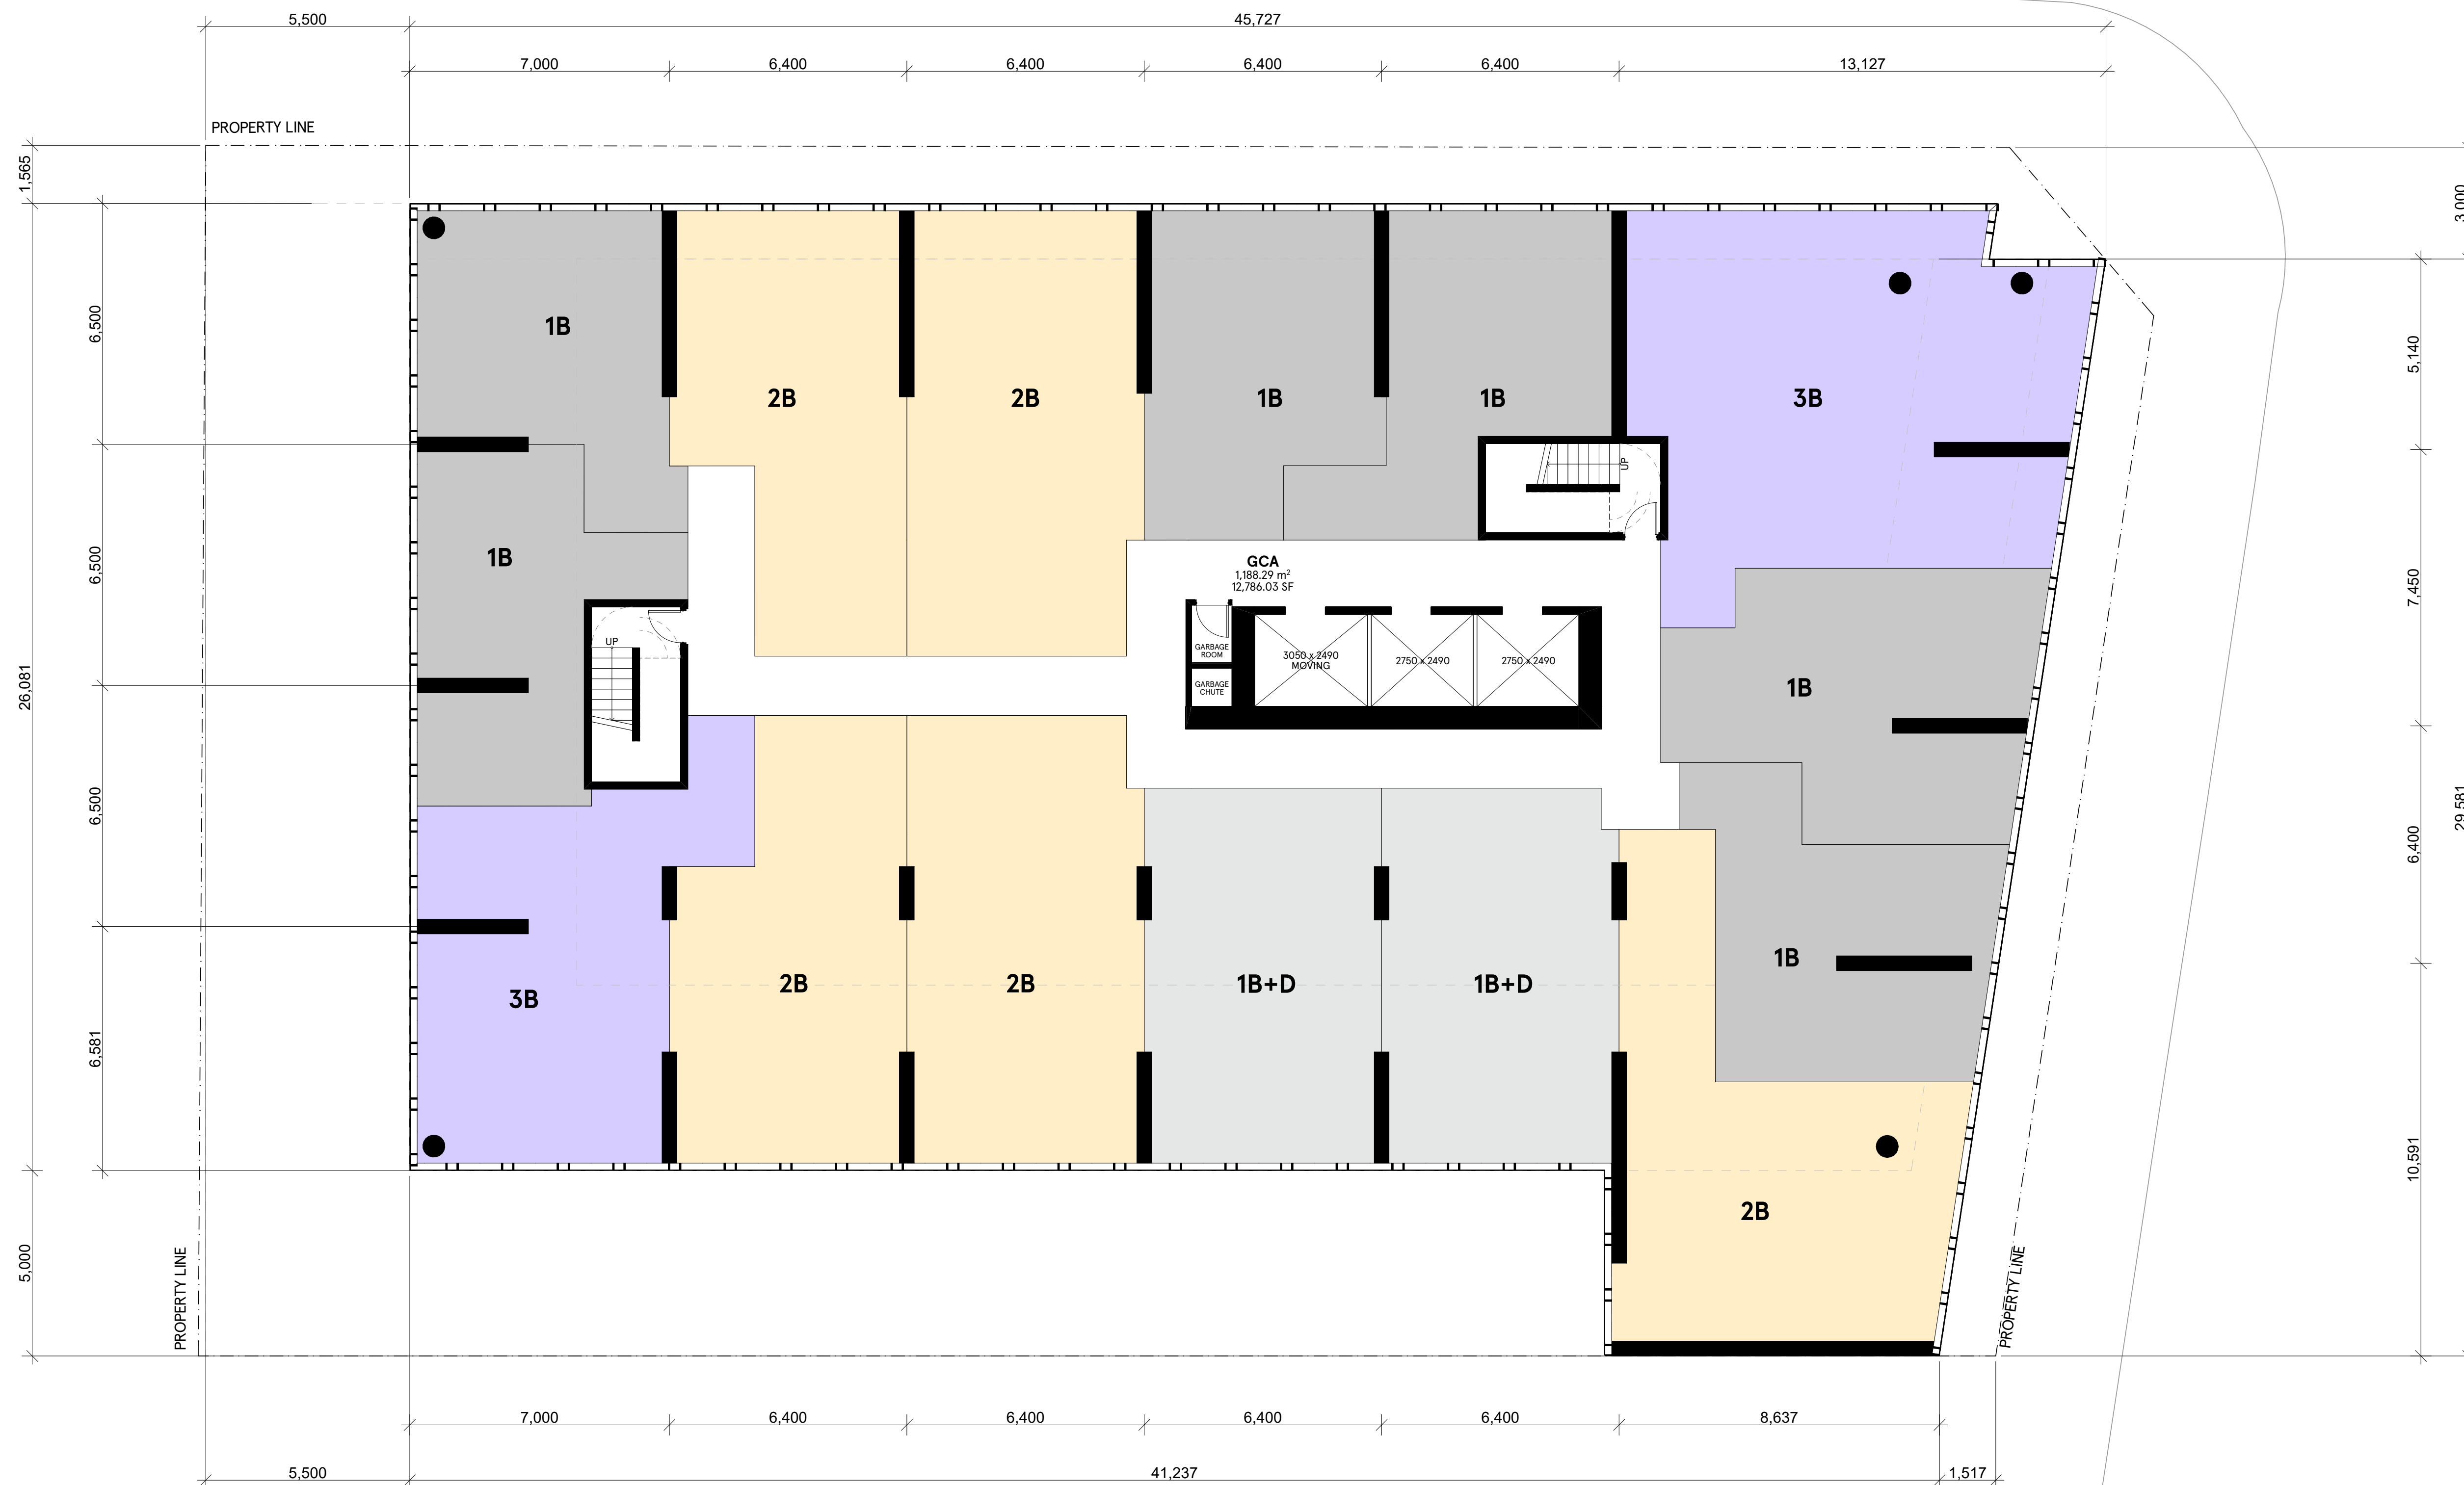 5,500
45,727
7,000
6,400
6,400
6,400
6,400
13,127
PROPERTY LINE
1,565
3,000
6,500
1B
5,140
2B
2B
1B
1B
3B
UP
6,500
1B
GCA
1,188.29 m²
12,786.03 SF
7,450
UP
GARBAGE
ROOM
3050 x 2490
MOVING
2750 x 2490
2750 x 2490
GARBAGE
CHUTE
1B
26,081
6,500
29,581
6,400
1B
3B
2B
2B
1B+D
1B+D
6,581
10,591
2B
5,000
PROPERTY LINE
PROPERTY LINE
7,000
6,400
6,400
6,400
6,400
8,637
5,500
41,237
1,517